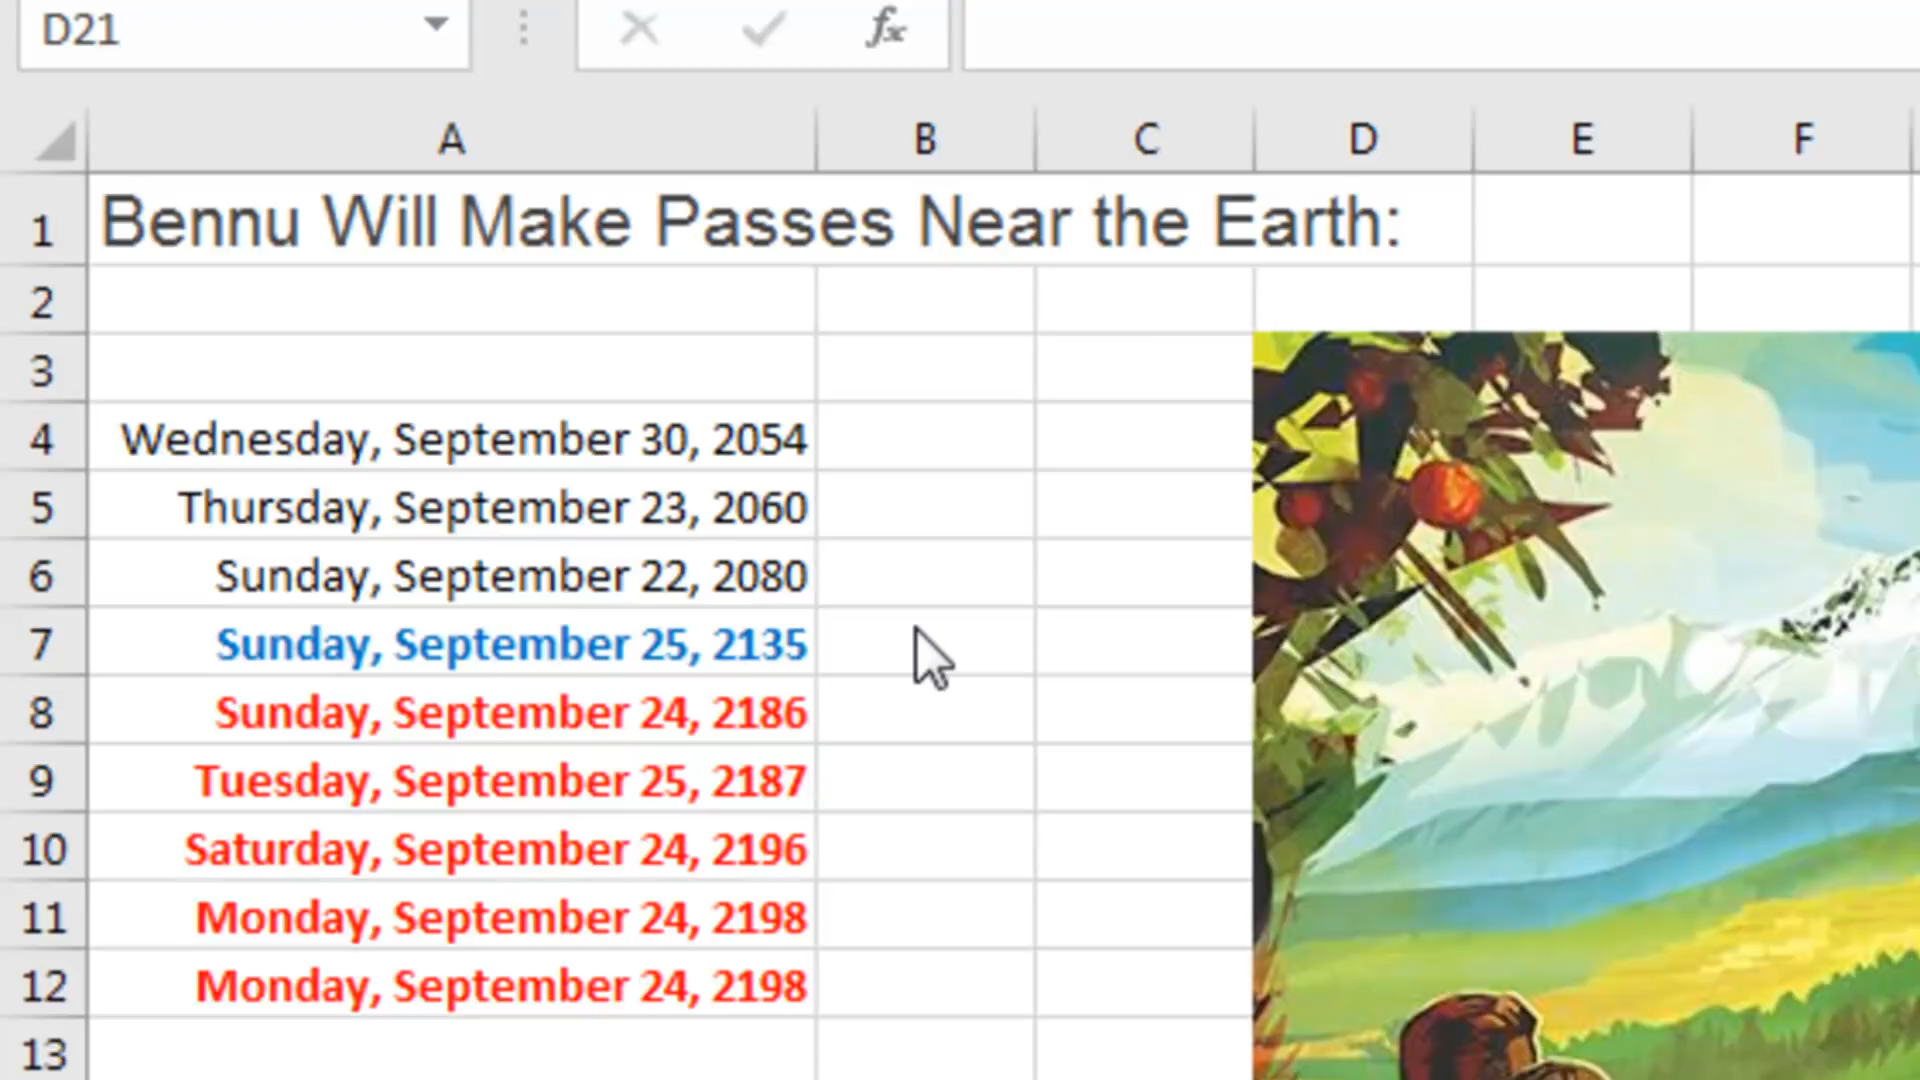 D21
fx
A B C D E F
1 Bennu Will Make Passes Near the Earth:
2
3
4 Wednesday, September 30, 2054
5 Thursday, September 23, 2060
6 Sunday, September 22, 2080
7 Sunday, September 25, 2135
8 Sunday, September 24, 2186
9 Tuesday, September 25, 2187
10 Saturday, September 24, 2196
11 Monday, September 24, 2198
12 Monday, September 24, 2198
13